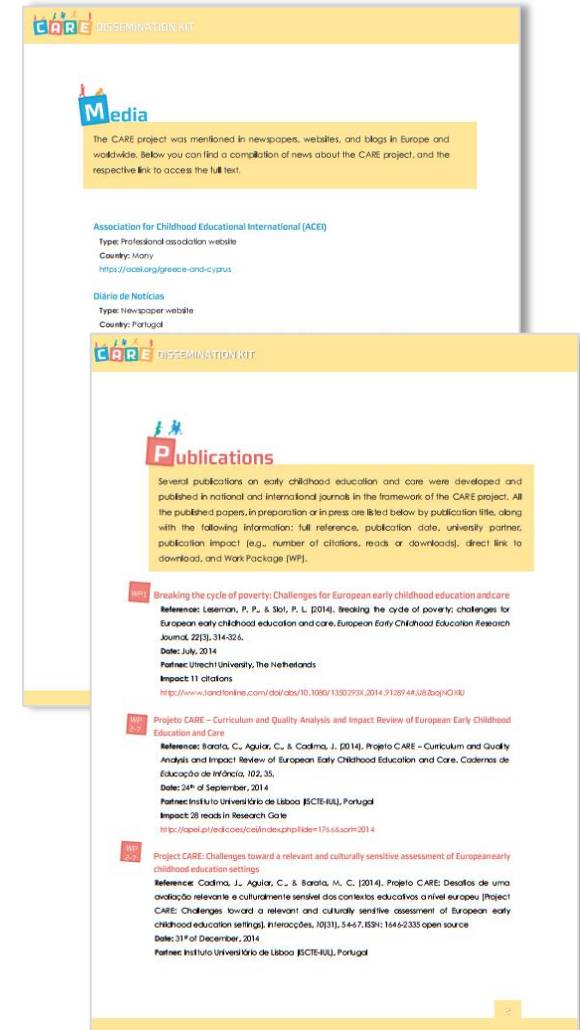 CARE DISSEMINATION KIT
Media
The CARE project was mentioned in newspapers, websites, and blogs in Europe and
worldwide. Below you can find a compilation of news about the CARE project, and the
respective link to access the full text.
Association for Childhood Educational International (ACEI)
Type: Professional association website
Country: Many
https://acei.org/greece-and-cyprus
Diário de Notícias
Type: Newspaper website
Country: Portugal
CARE DISSEMINATION KIT
Publications
Several publications on early childhood education and care were developed and
published in national and international journals in the framework of the CARE project. All
the published papers, in preparation or in press are listed below by publication title, along
with the following information: full reference, publication date, university partner,
publication impact (e.g., number of citations, reads or downloads), direct link to
download, and Work Package (WP).
Breaking the cycle of poverty: Challenges for European early childhood education and care
Reference: Leseman, P. P., & Slot, P. L. (2014). Breaking the cycle of poverty: challenges for
European early childhood education and care. European Early Childhood Education Research
Journal, 22(3), 314-326.
Date: July, 2014
Partner: Utrecht University, The Netherlands
Impact: 11 citations
WP
2-7
Projeto CARE – Curriculum and Quality Analysis and Impact Review of European Early Childhood
Education and Care
Reference: Barata, C., Aguiar, C., & Cadima, J. (2014). Projeto CARE – Curriculum and Quality
Analysis and Impact Review of European Early Childhood Education and Care. Cadernos de
Educação de Infância, 102, 35.
Date: 24th of September, 2014
Partner: Instituto Universitário de Lisboa (ISCTE-IUL), Portugal
Impact: 28 reads in Research Gate
WP
2-7
Project CARE: Challenges toward a relevant and culturally sensitive assessment of European early
childhood education settings
Reference: Cadima, J., Aguiar, C., & Barata, M. C. (2014). Projeto CARE: Desafios de uma
avaliação relevante e culturalmente sensível dos contextos educativos a nível europeu [Project
CARE: Challenges toward a relevant and culturally sensitive assessment of European early
childhood education settings]. Interacções, 10(31), 54-67. ISSN: 1646-2335 open source
Date: 31st of December, 2014
Partner: Instituto Universitário de Lisboa (ISCTE-IUL), Portugal
2